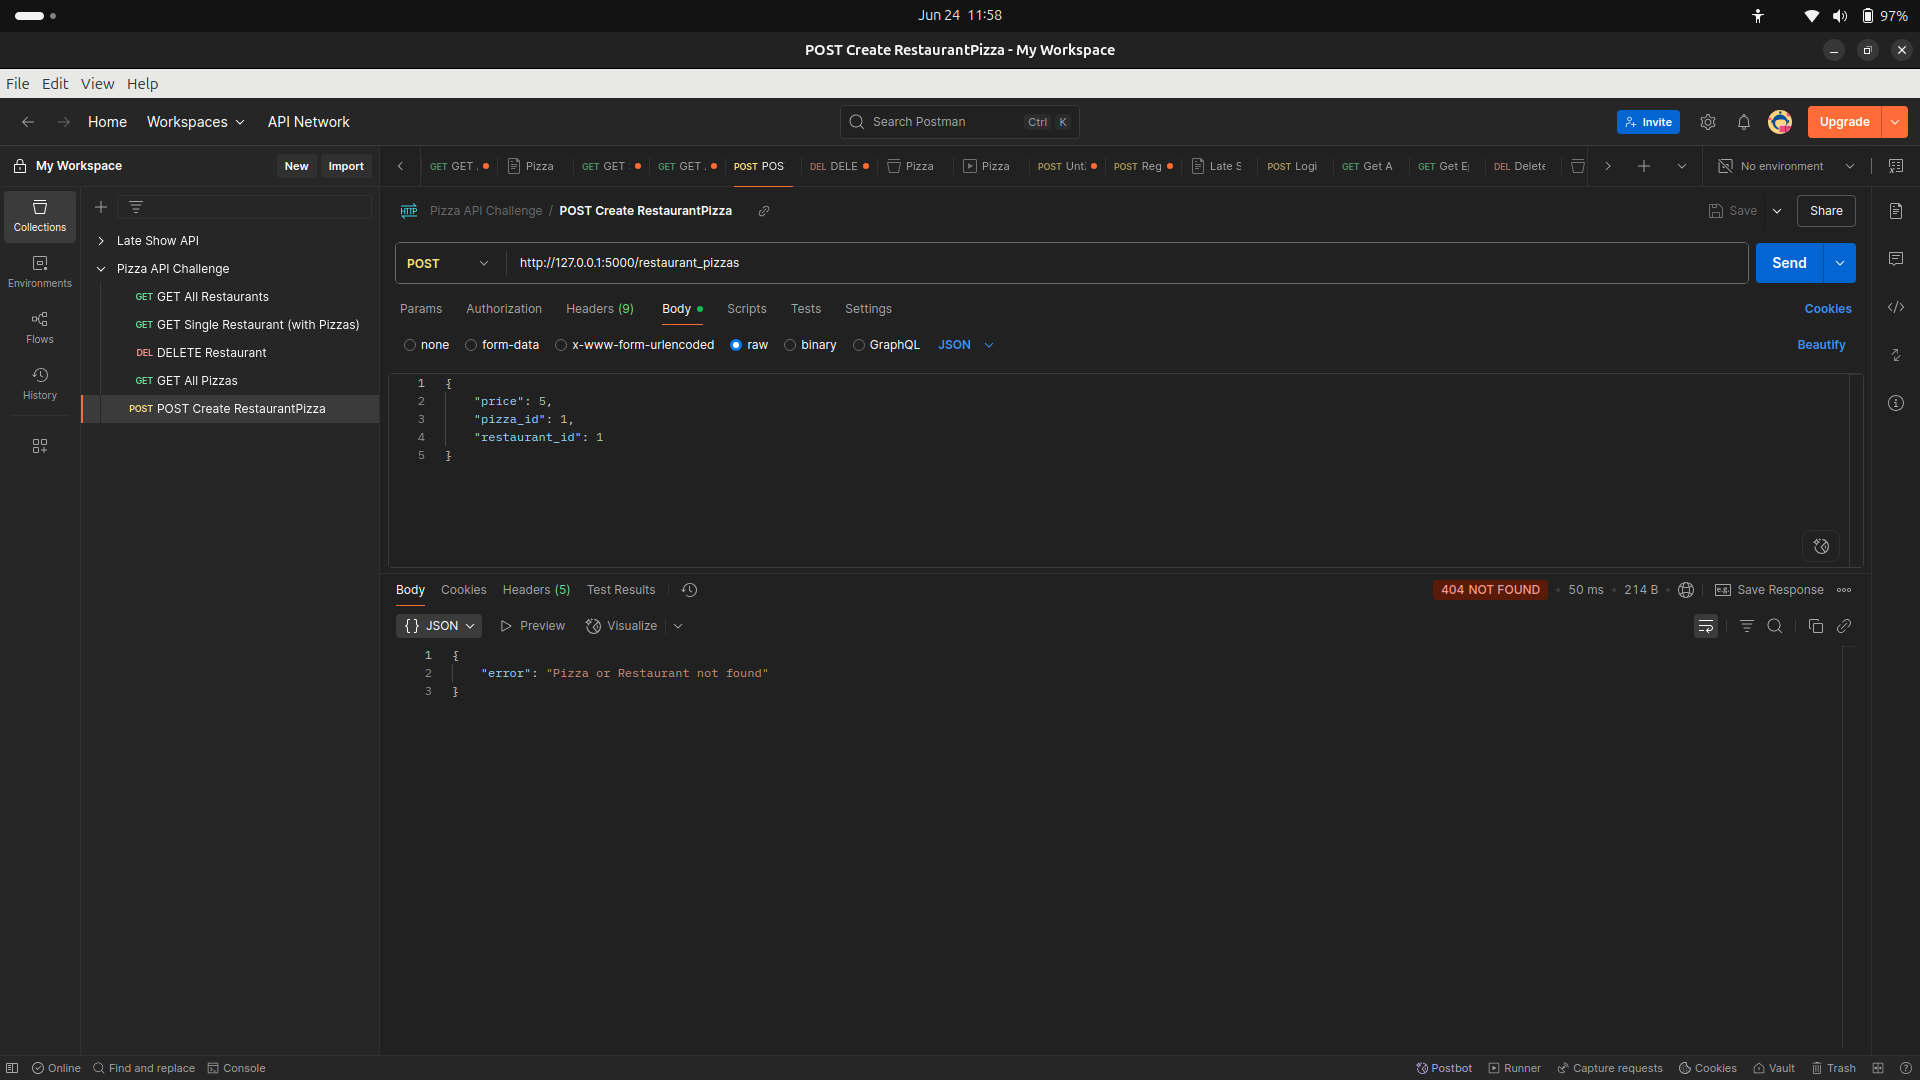 Jun 24 11:58
97%
POST Create RestaurantPizza - My Workspace
File Edit View Help
Home Workspaces API Network
Search Postman Ctrl K
Invite
Upgrade
My Workspace New Import
GET GET . Pizza GET GET GET GET . POST POS DEL DELE Pizza Pizza POST Unt POST Reg Late S POST Logi GET Get A GET Get E DEL Delete
No environment
Collections
Environments
Flows
History
Late Show API
Pizza API Challenge
GET GET All Restaurants
GET GET Single Restaurant (with Pizzas)
DEL DELETE Restaurant
GET GET All Pizzas
POST POST Create RestaurantPizza
HTTP Pizza API Challenge / POST Create RestaurantPizza
Save Share
POST http://127.0.0.1:5000/restaurant_pizzas Send
Params Authorization Headers (9) Body Scripts Tests Settings Cookies
none form-data x-www-form-urlencoded raw binary GraphQL JSON Beautify
1 {
2 "price": 5,
3 "pizza_id": 1,
4 "restaurant_id": 1
5 }
Body Cookies Headers (5) Test Results 404 NOT FOUND • 50 ms • 214 B • e.g. Save Response
{} JSON Preview Visualize
1 {
2 "error": "Pizza or Restaurant not found"
3 }
Online Find and replace Console
Postbot Runner Capture requests Cookies Vault Trash